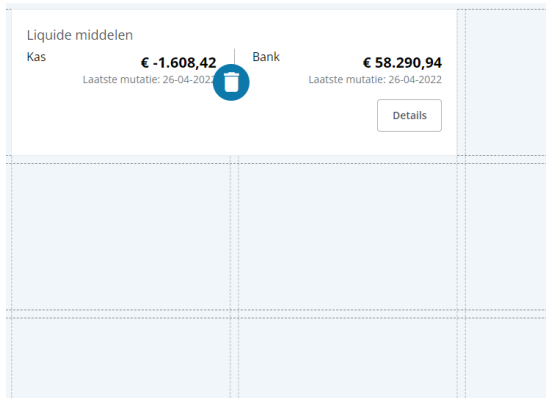 Liquide middelen
Kas
€ -1.608,42
Laatste mutatie: 26-04-2022
Bank
€ 58.290,94
Laatste mutatie: 26-04-2022
Details